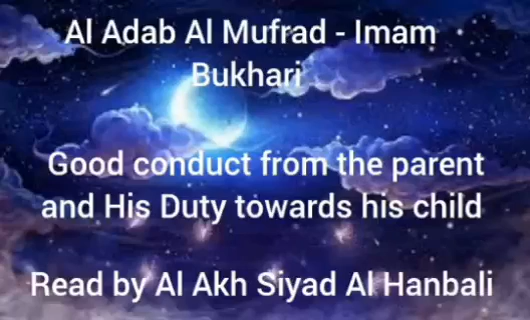 Al Adab Al Mufrad - Imam
Bukhari
Good conduct from the parent
and His Duty towards his child
Read by Al Akh Siyad Al Hanbali